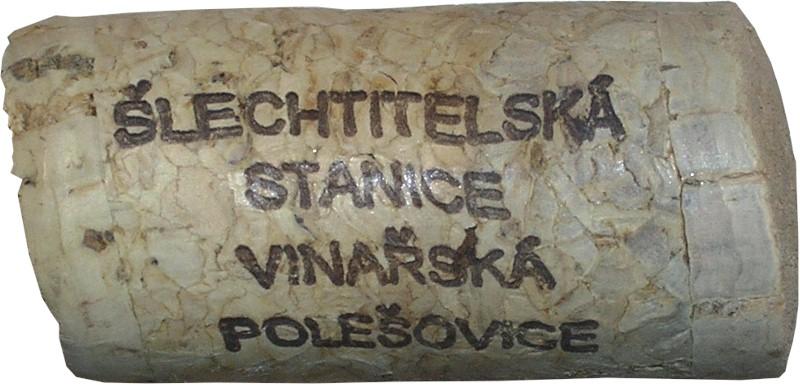 ŠLECHTITELSKÁ
STANICE
VINAŘSKÁ
POLEŠOVICE